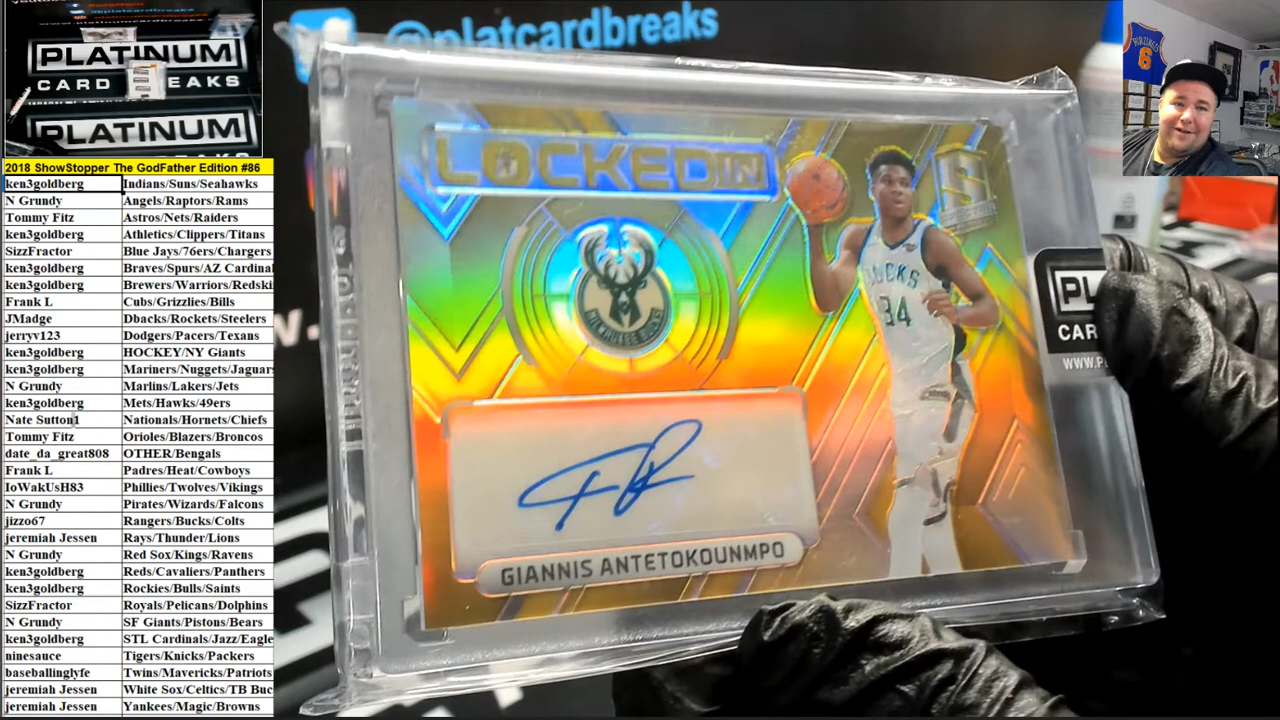 PLATINUM
CARD BREAKS
PLATINUM
2018 ShowStopper The GodFather Edition #86
ken3goldberg Indians/Suns/Seahawks
N Grundy Angels/Raptors/Rams
Tommy Fitz Astros/Nets/Raiders
ken3goldberg Athletics/Clippers/Titans
SizzFractor Blue Jays/76ers/Chargers
ken3goldberg Braves/Spurs/AZ Cardinal
ken3goldberg Brewers/Warriors/Redski
Frank L Cubs/Grizzlies/Bills
JMadge Dbacks/Rockets/Steelers
jerryv123 Dodgers/Pacers/Texans
ken3goldberg HOCKEY/NY Giants
ken3goldberg Mariners/Nuggets/Jaguar
N Grundy Marlins/Lakers/Jets
ken3goldberg Mets/Hawks/49ers
Nate Sutton1 Nationals/Hornets/Chiefs
Tommy Fitz Orioles/Blazers/Broncos
date_da_great808 OTHER/Bengals
Frank L Padres/Heat/Cowboys
IoWakUsH83 Phillies/Twolves/Vikings
N Grundy Pirates/Wizards/Falcons
jizzo67 Rangers/Bucks/Colts
jeremiah Jessen Rays/Thunder/Lions
N Grundy Red Sox/Kings/Ravens
ken3goldberg Reds/Cavaliers/Panthers
ken3goldberg Rockies/Bulls/Saints
SizzFractor Royals/Pelicans/Dolphins
N Grundy SF Giants/Pistons/Bears
ken3goldberg STL Cardinals/Jazz/Eagle
ninesauce Tigers/Knicks/Packers
baseballinglyfe Twins/Mavericks/Patriots
jeremiah Jessen White Sox/Celtics/TB Buc
jeremiah Jessen Yankees/Magic/Browns
@platcardbreaks
LOCKED IN
MILWAUKEE BUCKS
BUCKS
34
GIANNIS ANTETOKOUNMPO
PL
CAR
WWW.P
6